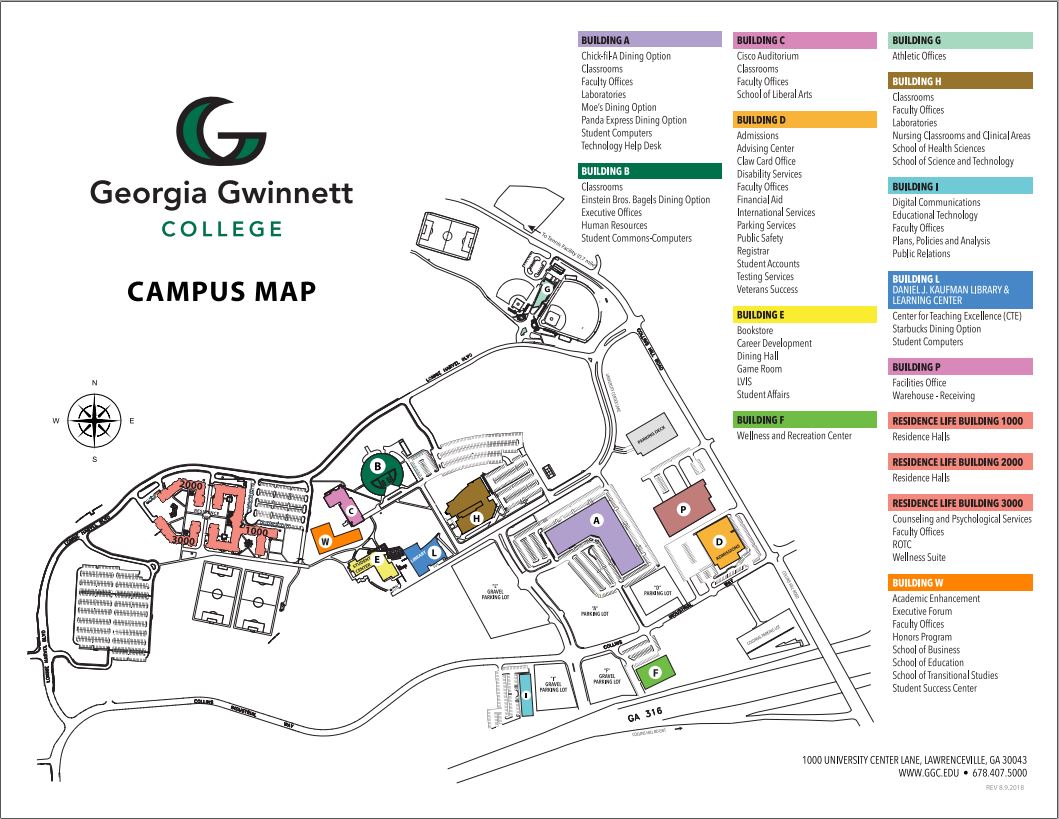 Georgia Gwinnett
COLLEGE
CAMPUS MAP
BUILDING A
Chick-fil-A Dining Option
Classrooms
Faculty Offices
Laboratories
Moe's Dining Option
Panda Express Dining Option
Student Computers
Technology Help Desk
BUILDING B
Classrooms
Einstein Bros. Bagels Dining Option
Executive Offices
Human Resources
Student Commons-Computers
BUILDING C
Cisco Auditorium
Classrooms
Faculty Offices
School of Liberal Arts
BUILDING D
Admissions
Advising Center
Claw Card Office
Disability Services
Faculty Offices
Financial Aid
International Services
Parking Services
Public Safety
Registrar
Student Accounts
Testing Services
Veterans Success
BUILDING E
Bookstore
Career Development
Dining Hall
Game Room
LVIS
Student Affairs
BUILDING F
Wellness and Recreation Center
BUILDING G
Athletic Offices
BUILDING H
Classrooms
Faculty Offices
Laboratories
Nursing Classrooms and Clinical Areas
School of Health Sciences
School of Science and Technology
BUILDING I
Digital Communications
Educational Technology
Faculty Offices
Plans, Policies and Analysis
Public Relations
BUILDING L
DANIEL J. KAUFMAN LIBRARY &
LEARNING CENTER
Center for Teaching Excellence (CTE)
Starbucks Dining Option
Student Computers
BUILDING P
Facilities Office
Warehouse - Receiving
RESIDENCE LIFE BUILDING 1000
Residence Halls
RESIDENCE LIFE BUILDING 2000
Residence Halls
RESIDENCE LIFE BUILDING 3000
Counseling and Psychological Services
Faculty Offices
ROTC
Wellness Suite
BUILDING W
Academic Enhancement
Executive Forum
Faculty Offices
Honors Program
School of Business
School of Education
School of Transitional Studies
Student Success Center
N
W E
S
To Tennis Facility
G
LONNIE HARVEL BLVD
COLLINS HILL ROAD
UNIVERSITY CENTER LANE
PARKING DECK
B
2000
C
H
A
P
1000
3000
W
D
ADMISSIONS
E
STUDENT
CENTER
LIBRARY
L
GRAVEL
PARKING LOT
"A"
PARKING LOT
"D"
PARKING LOT
COLLINS
INDUSTRIAL
WAY
F
I
GRAVEL
PARKING LOT
"F"
GRAVEL
PARKING LOT
LONNIE HARVEL BLVD
COLLINS INDUSTRIAL WAY
GA 316
1000 UNIVERSITY CENTER LANE, LAWRENCEVILLE, GA 30043
WWW.GGC.EDU • 678.407.5000
REV 8.9.2018